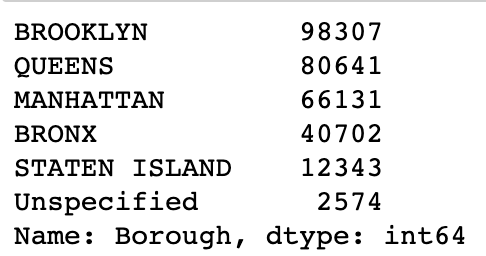 BROOKLYN 98307
QUEENS 80641
MANHATTAN 66131
BRONX 40702
STATEN ISLAND 12343
Unspecified 2574
Name: Borough, dtype: int64